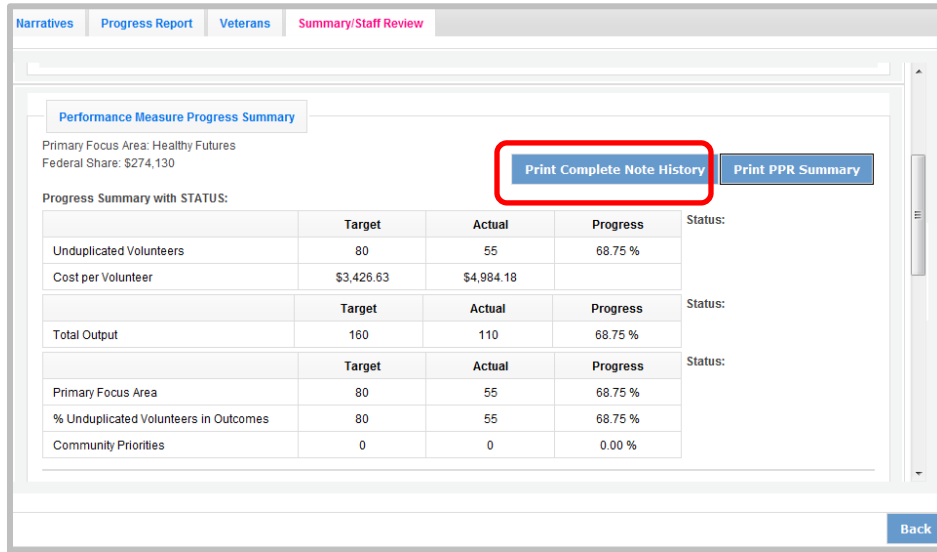 Narratives Progress Report Veterans Summary/Staff Review
Performance Measure Progress Summary
Primary Focus Area: Healthy Futures
Federal Share: $274,130
Print Complete Note History Print PPR Summary
Progress Summary with STATUS:
Target Actual Progress Status:
Unduplicated Volunteers 80 55 68.75 %
Cost per Volunteer $3,426.63 $4,984.18
Target Actual Progress Status:
Total Output 160 110 68.75 %
Target Actual Progress Status:
Primary Focus Area 80 55 68.75 %
% Unduplicated Volunteers in Outcomes 80 55 68.75 %
Community Priorities 0 0 0.00 %
Back